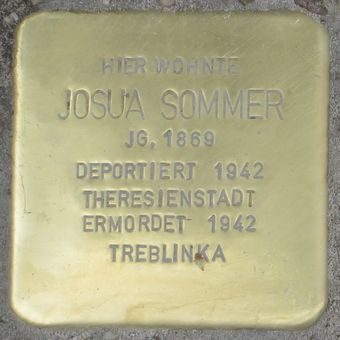 HIER WOHNTE
JOSUA SOMMER
JG. 1869
DEPORTIERT 1942
THERESIENSTADT
ERMORDET 1942
TREBLINKA